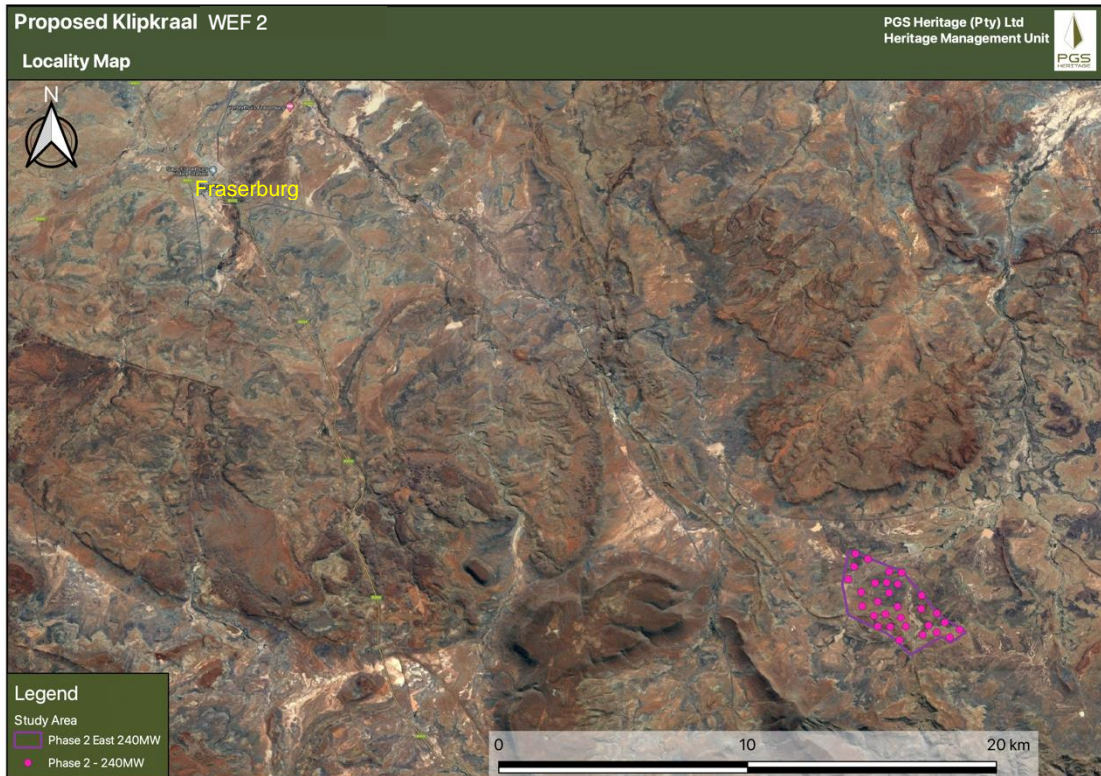 Proposed Klipkraal WEF 2
PGS Heritage (Pty) Ltd
Heritage Management Unit
PGS
HERITAGE
Locality Map
N
Fraserburg
Legend
Study Area
Phase 2 East 240MW
Phase 2 - 240MW
0 10 20 km